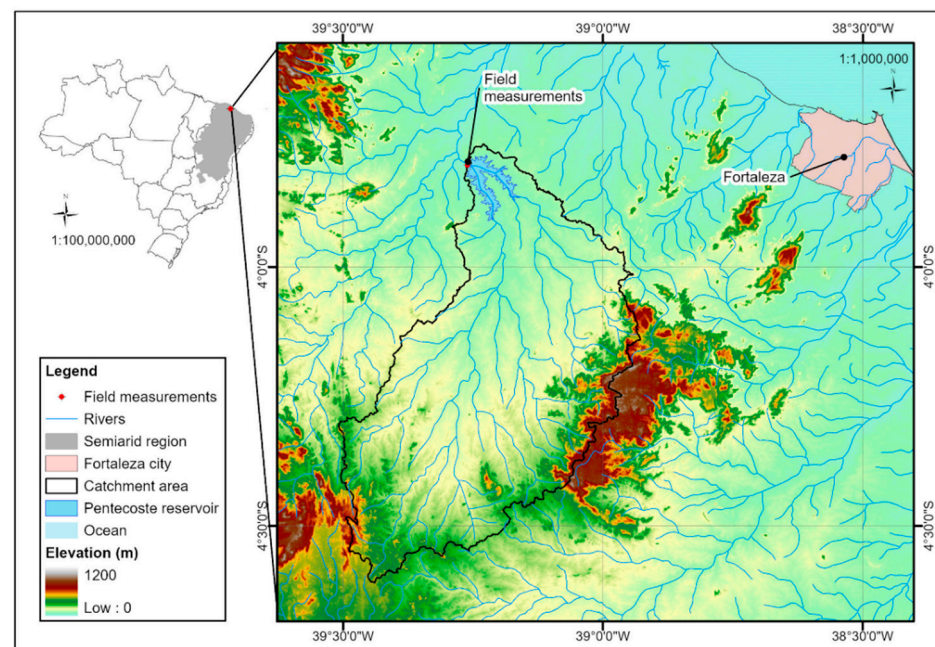 39°30'0"W
39°0'0"W
38°30'0"W
1:1,000,000
N
Field
measurements
Fortaleza
N
1:100,000,000
4°0'0"S
4°0'0"S
4°30'0"S
4°30'0"S
Legend
Field measurements
Rivers
Semiarid region
Fortaleza city
Catchment area
Pentecoste reservoir
Ocean
Elevation (m)
1200
Low : 0
39°30'0"W
39°0'0"W
38°30'0"W